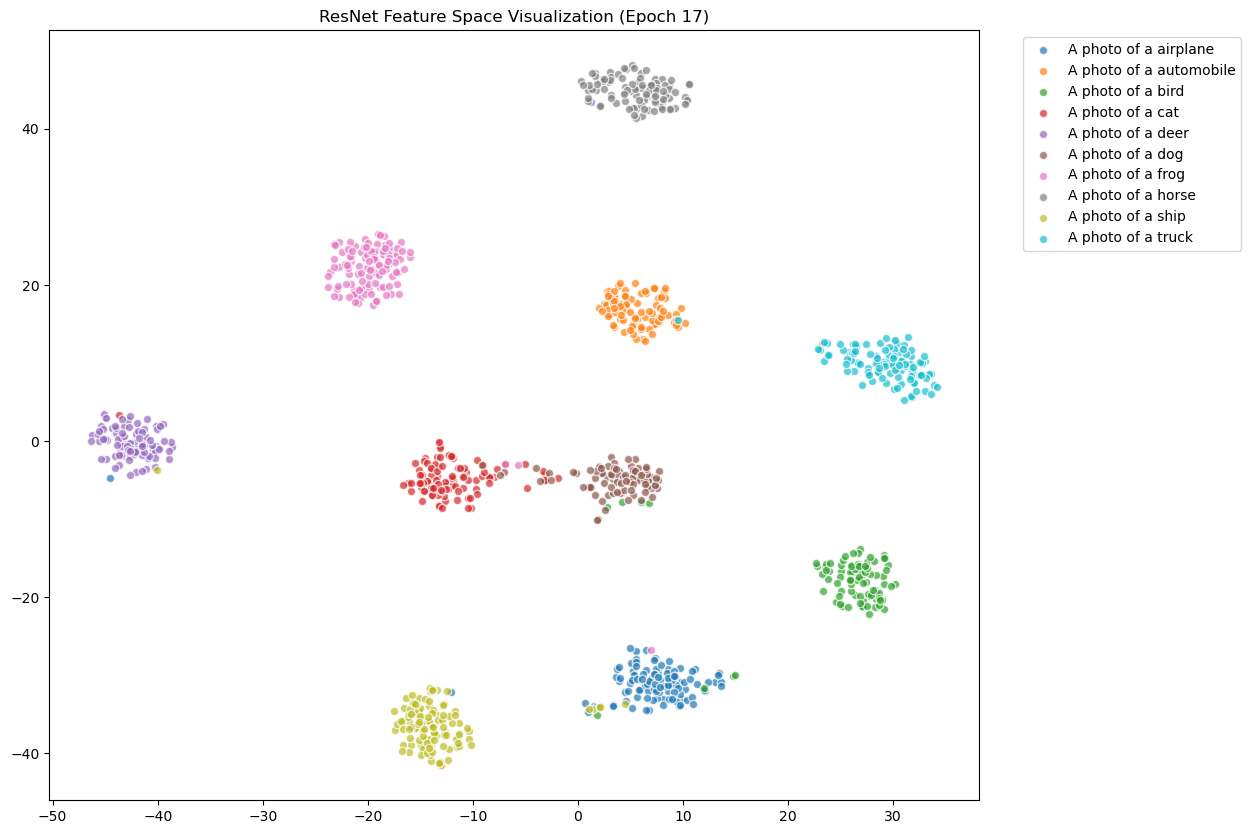 ResNet Feature Space Visualization (Epoch 17)
A photo of a airplane
A photo of a automobile
A photo of a bird
A photo of a cat
A photo of a deer
A photo of a dog
A photo of a frog
A photo of a horse
A photo of a ship
A photo of a truck
40
20
0
−20
−40
−50 −40 −30 −20 −10 0 10 20 30